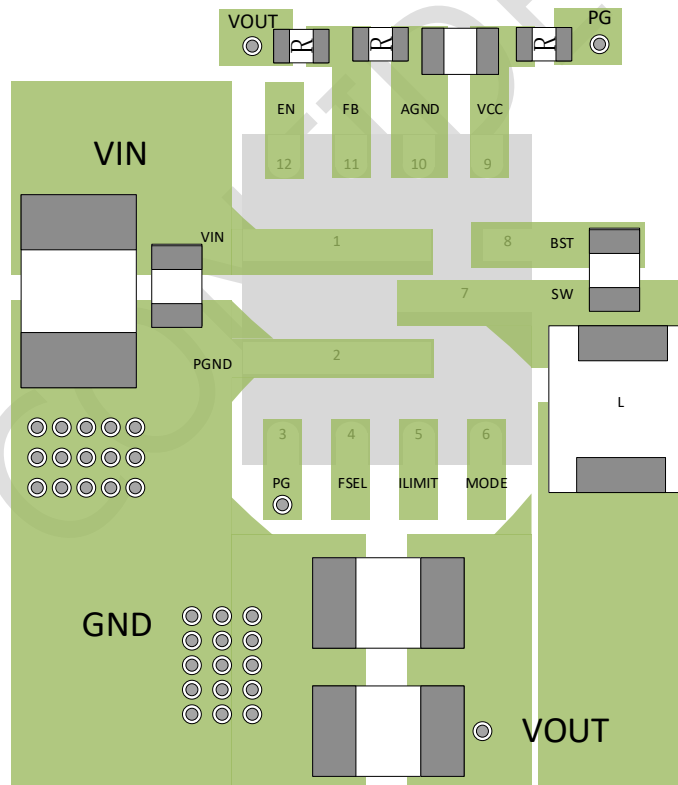 VOUT
PG
R
R
R
EN
FB
AGND
VCC
VIN
12
11
10
9
VIN
1
8
BST
7
SW
2
PGND
L
3
4
5
6
PG
FSEL
ILIMIT
MODE
GND
VOUT